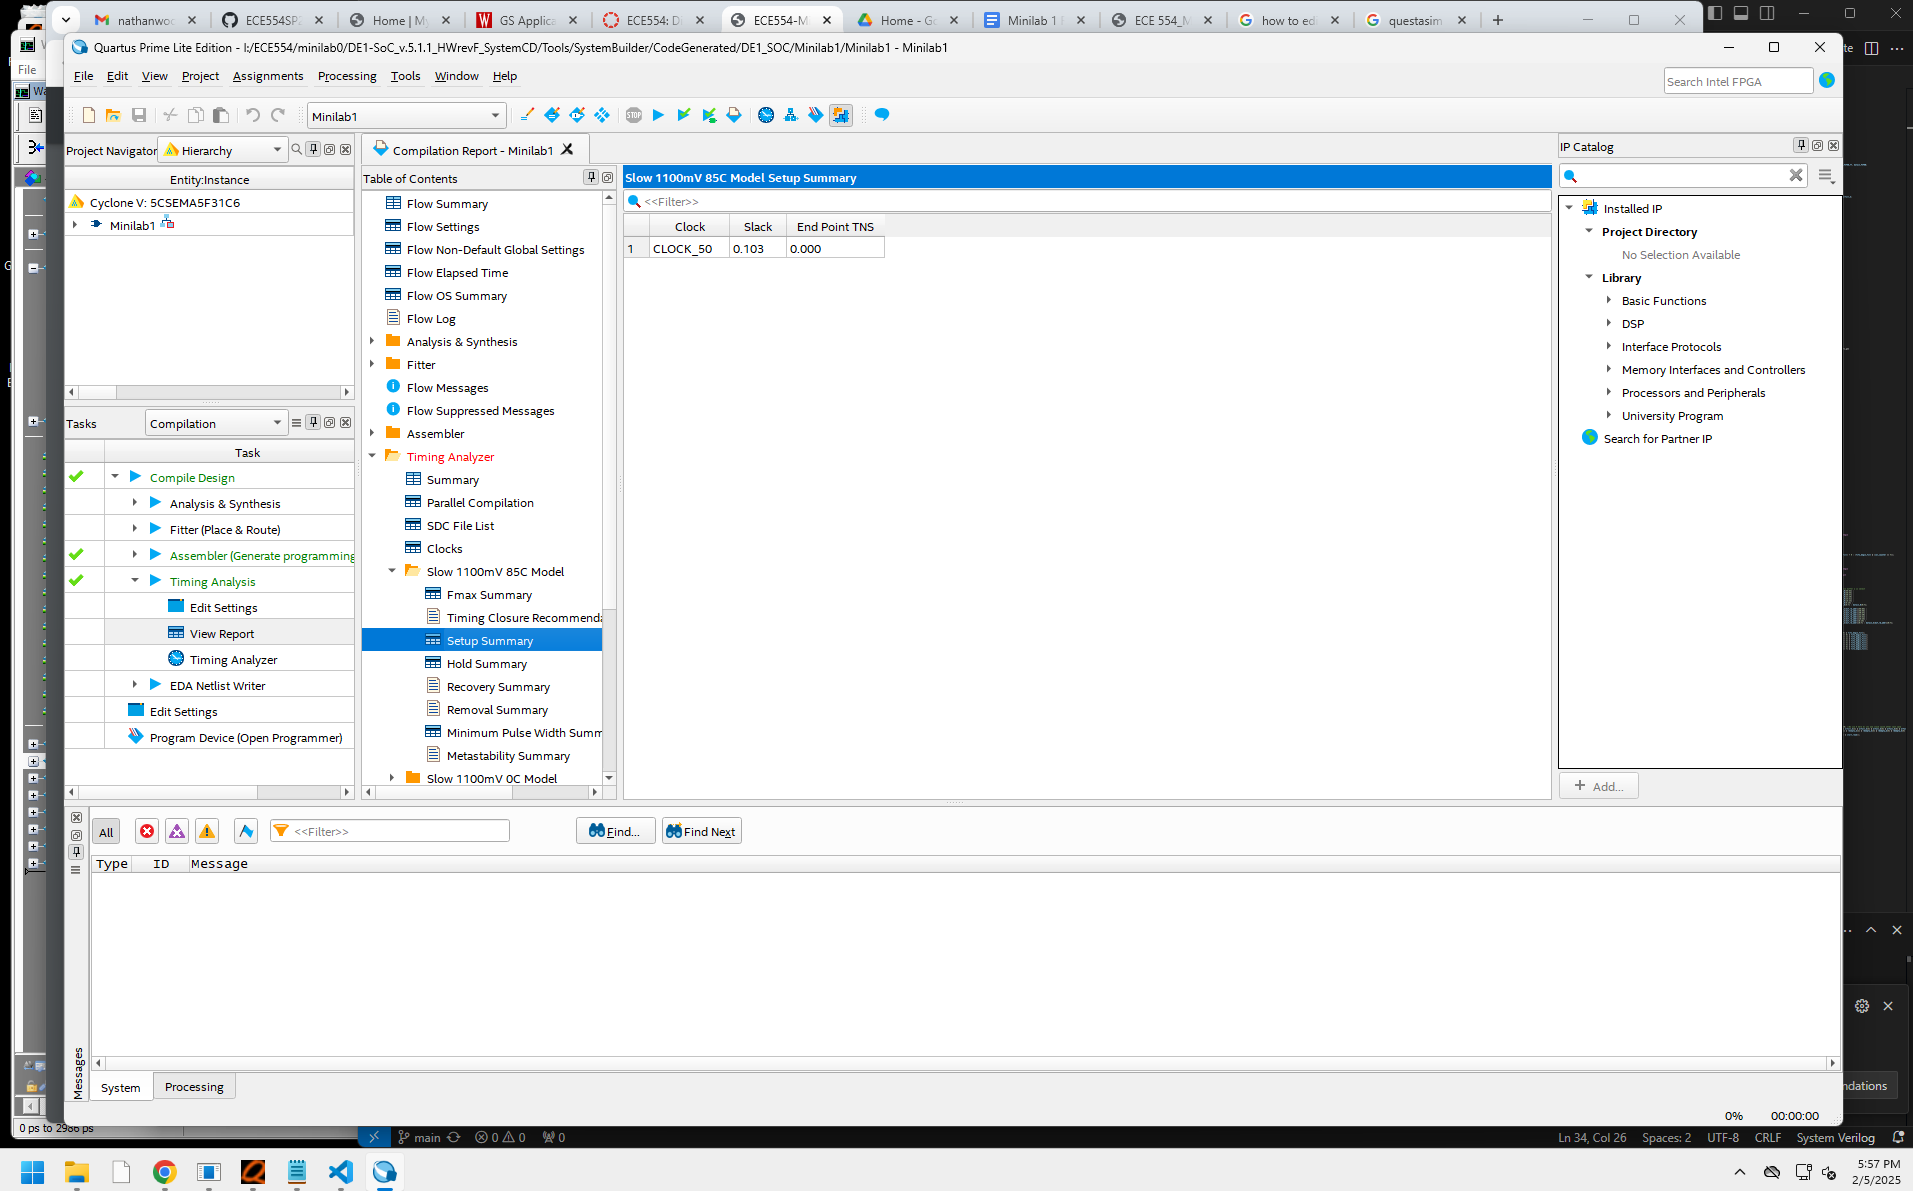 nathanwoo
ECE554SP2
Home | My
GS Applica
ECE554: Di
ECE554-M
Home - Go
Minilab 1 F
ECE 554_M
how to edi
questasim
Quartus Prime Lite Edition - I:/ECE554/minilab0/DE1-SoC_v.5.1.1_HWrevF_SystemCD/Tools/SystemBuilder/CodeGenerated/DE1_SOC/Minilab1/Minilab1 - Minilab1
File
File Edit View Project Assignments Processing Tools Window Help
Search Intel FPGA
Minilab1
Project Navigator
Hierarchy
Entity:Instance
Cyclone V: 5CSEMA5F31C6
Minilab1
Tasks
Compilation
Task
Compile Design
Analysis & Synthesis
Fitter (Place & Route)
Assembler (Generate programming
Timing Analysis
Edit Settings
View Report
Timing Analyzer
EDA Netlist Writer
Edit Settings
Program Device (Open Programmer)
Compilation Report - Minilab1
Table of Contents
Flow Summary
Flow Settings
Flow Non-Default Global Settings
Flow Elapsed Time
Flow OS Summary
Flow Log
Analysis & Synthesis
Fitter
Flow Messages
Flow Suppressed Messages
Assembler
Timing Analyzer
Summary
Parallel Compilation
SDC File List
Clocks
Slow 1100mV 85C Model
Fmax Summary
Timing Closure Recommenda
Setup Summary
Hold Summary
Recovery Summary
Removal Summary
Minimum Pulse Width Summ
Metastability Summary
Slow 1100mV 0C Model
Slow 1100mV 85C Model Setup Summary
<<Filter>>
Clock Slack End Point TNS
1 CLOCK_50 0.103 0.000
IP Catalog
Installed IP
Project Directory
No Selection Available
Library
Basic Functions
DSP
Interface Protocols
Memory Interfaces and Controllers
Processors and Peripherals
University Program
Search for Partner IP
+ Add...
All
<<Filter>>
Find...
Find Next
Type ID Message
Messages
System
Processing
0% 00:00:00
ndations
0 ps to 2986 ps
main
0 0
0
Ln 34, Col 26 Spaces: 2 UTF-8 CRLF System Verilog
5:57 PM
2/5/2025